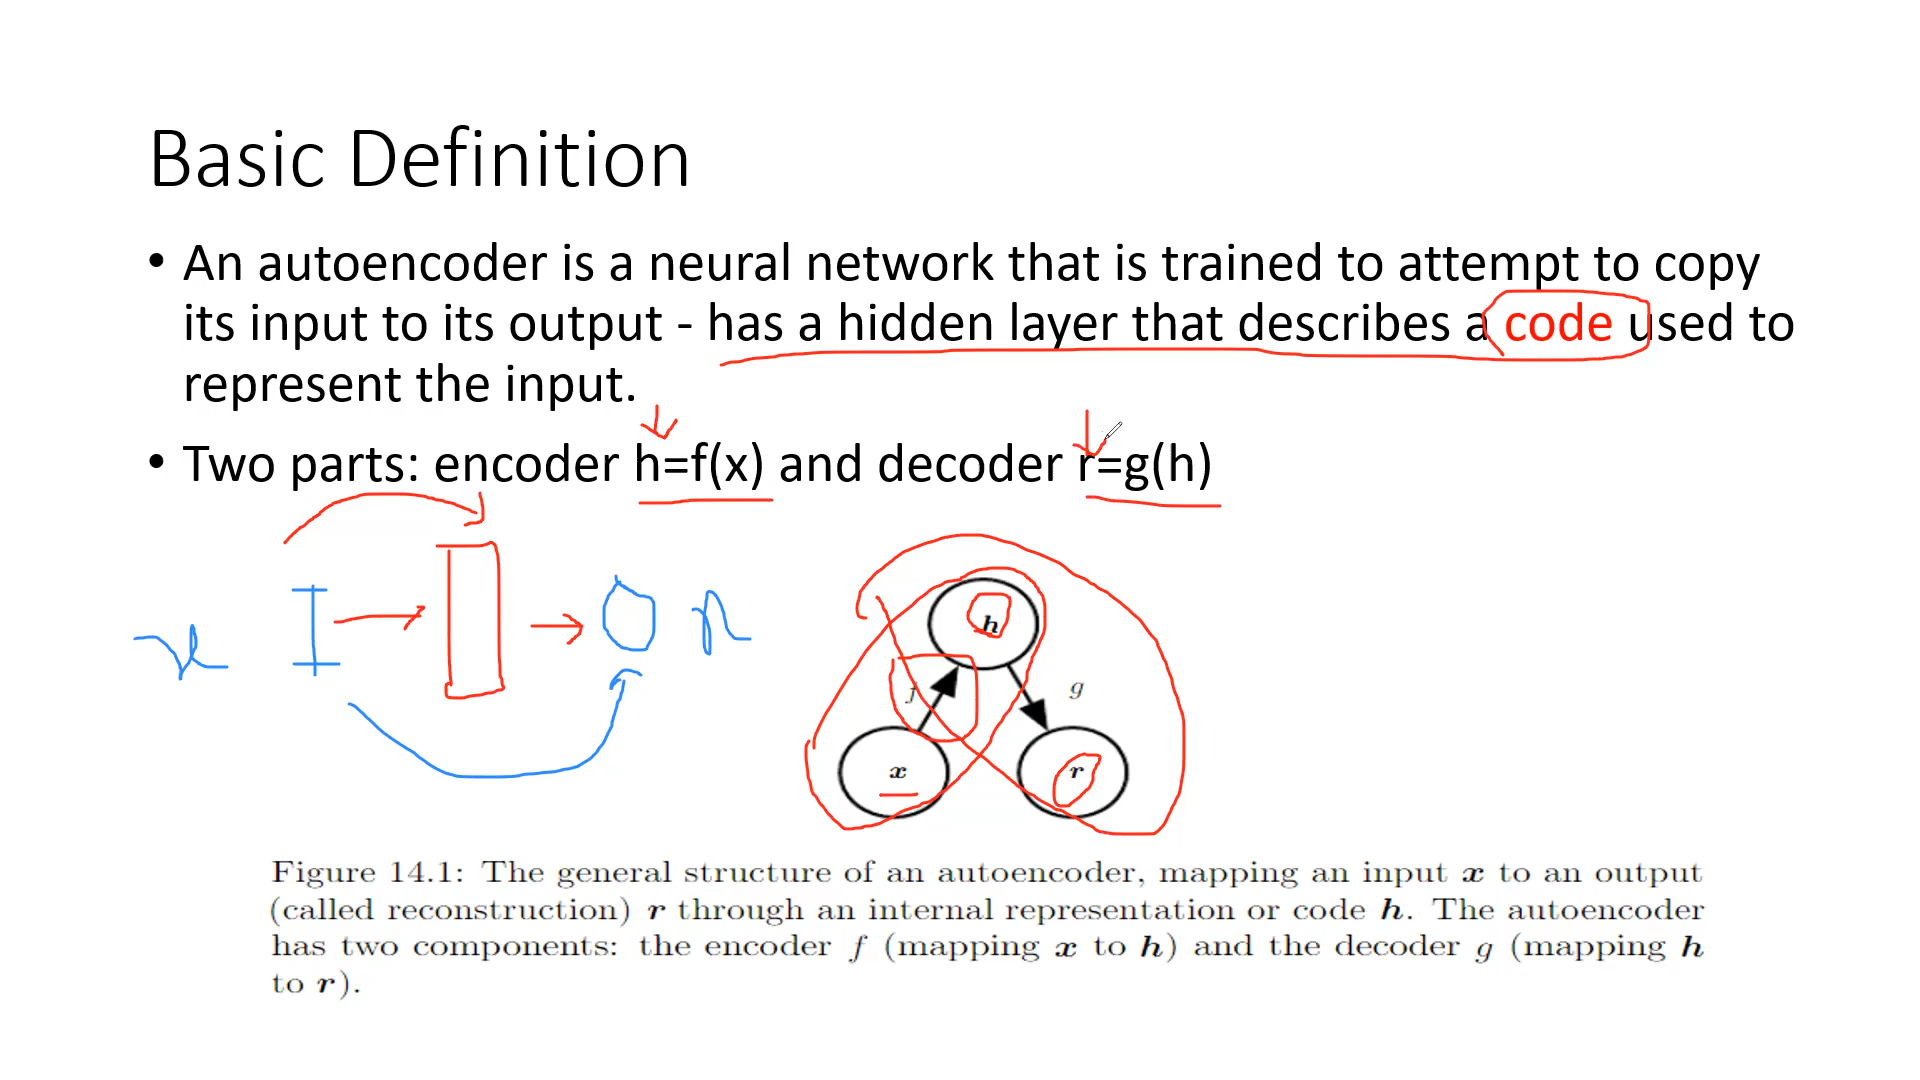 Basic Definition
• An autoencoder is a neural network that is trained to attempt to copy
its input to its output - has a hidden layer that describes a code used to
represent the input.
• Two parts: encoder h=f(x) and decoder r=g(h)
x I O r
h
f g
x r
Figure 14.1: The general structure of an autoencoder, mapping an input x to an output
(called reconstruction) r through an internal representation or code h. The autoencoder
has two components: the encoder f (mapping x to h) and the decoder g (mapping h
to r).